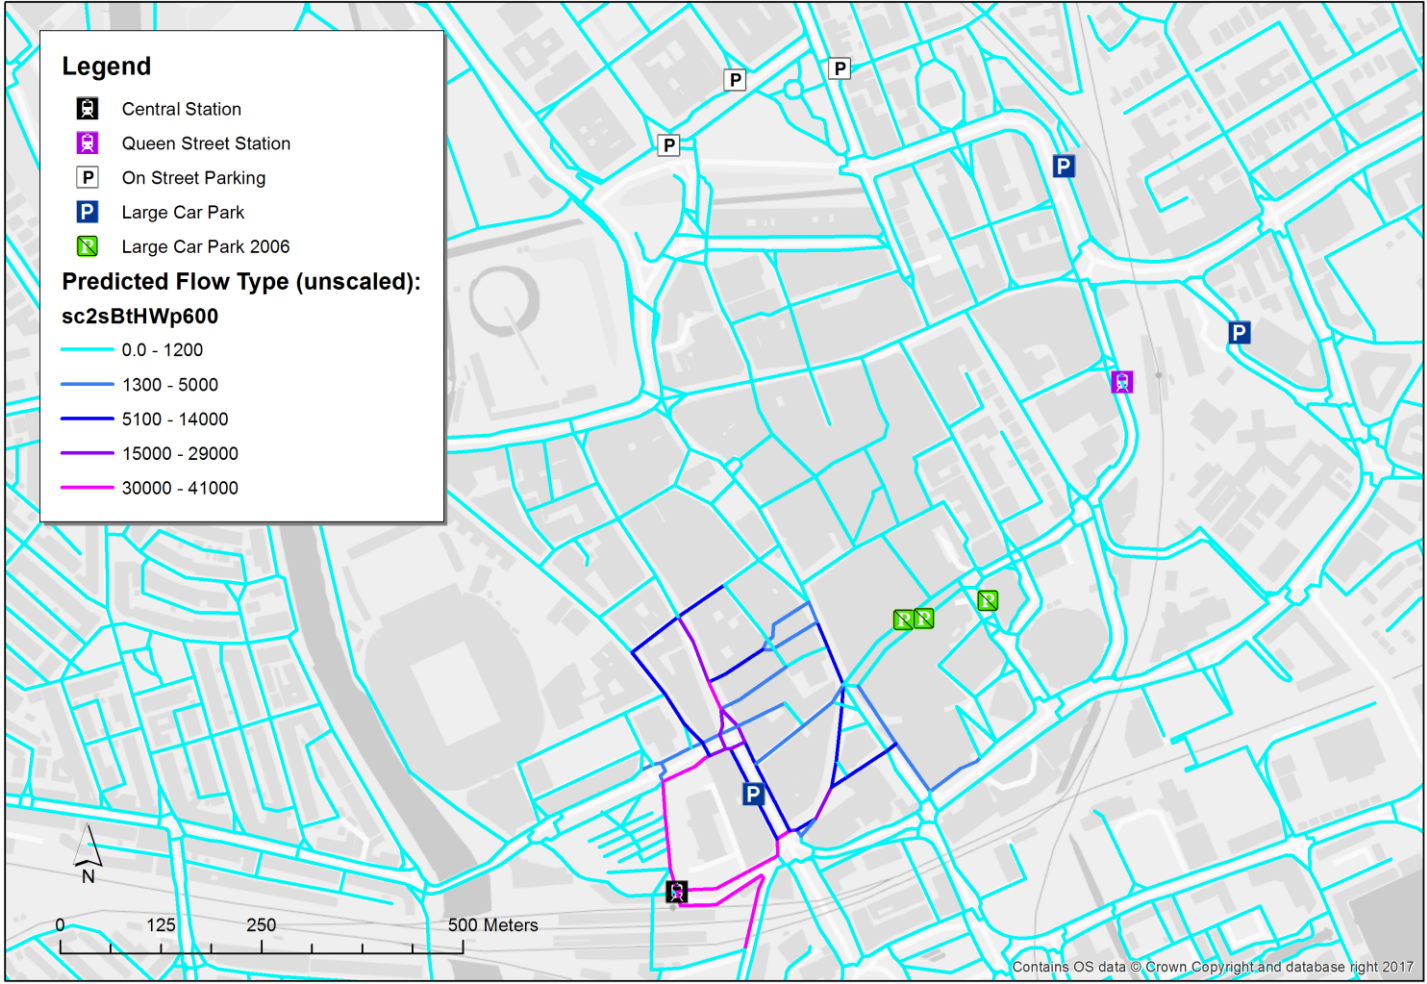 Legend
Central Station
Queen Street Station
P On Street Parking
P Large Car Park
P Large Car Park 2006
Predicted Flow Type (unscaled):
sc2sBtHWp600
0.0 - 1200
1300 - 5000
5100 - 14000
15000 - 29000
30000 - 41000
P
P
P
P
P
P
P
P
P
N
0 125 250 500 Meters
Contains OS data © Crown Copyright and database right 2017